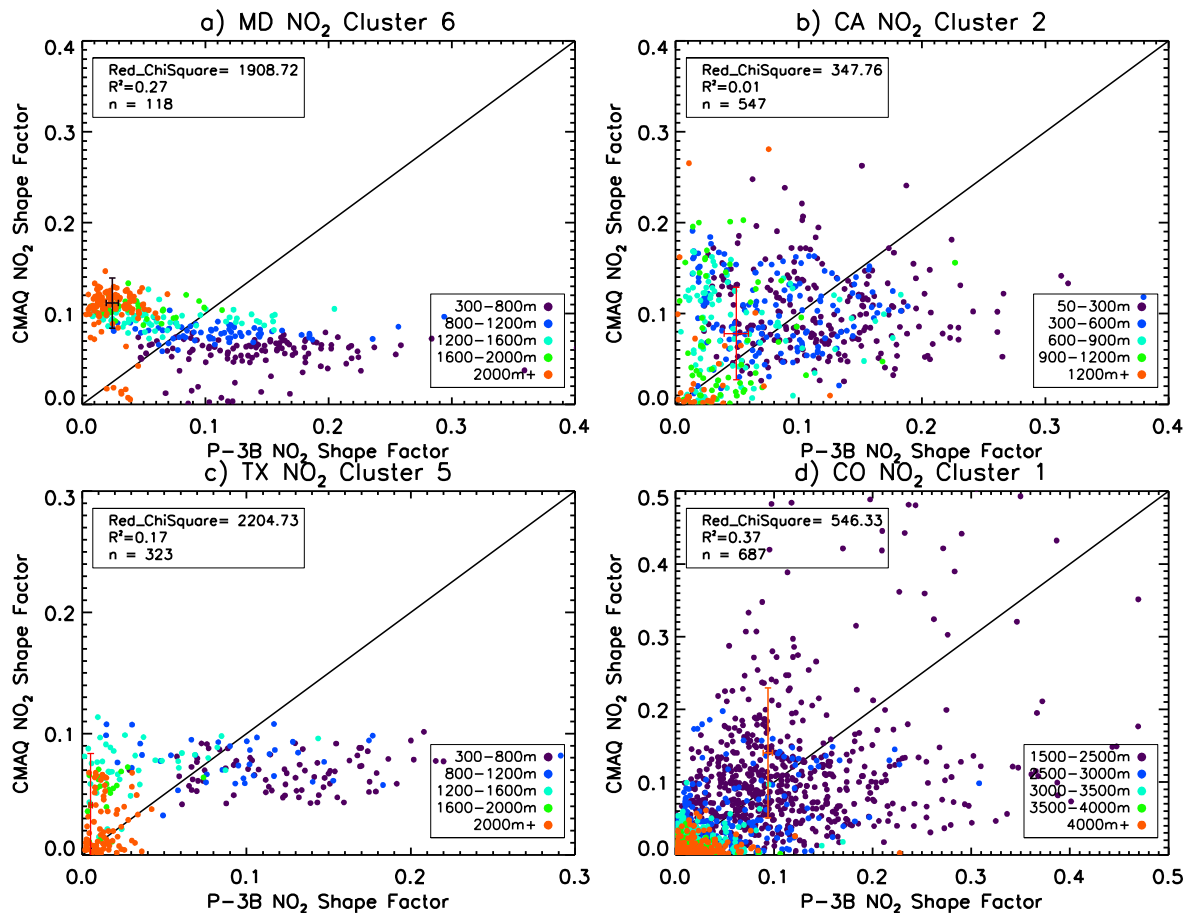 a) MD NO₂ Cluster 6
Red_ChiSquare= 1908.72
R²=0.27
n = 118
0.4
0.3
0.2
0.1
0.0
CMAQ NO₂ Shape Factor
300−800m
800−1200m
1200−1600m
1600−2000m
2000m+
0.0 0.1 0.2 0.3 0.4
P−3B NO₂ Shape Factor
b) CA NO₂ Cluster 2
Red_ChiSquare= 347.76
R²=0.01
n = 547
0.4
0.3
0.2
0.1
0.0
CMAQ NO₂ Shape Factor
50−300m
300−600m
600−900m
900−1200m
1200m+
0.0 0.1 0.2 0.3 0.4
P−3B NO₂ Shape Factor
c) TX NO₂ Cluster 5
Red_ChiSquare= 2204.73
R²=0.17
n = 323
0.3
0.2
0.1
0.0
CMAQ NO₂ Shape Factor
300−800m
800−1200m
1200−1600m
1600−2000m
2000m+
0.0 0.1 0.2 0.3
P−3B NO₂ Shape Factor
d) CO NO₂ Cluster 1
Red_ChiSquare= 546.33
R²=0.37
n = 687
0.5
0.4
0.3
0.2
0.1
0.0
CMAQ NO₂ Shape Factor
1500−2500m
2500−3000m
3000−3500m
3500−4000m
4000m+
0.0 0.1 0.2 0.3 0.4 0.5
P−3B NO₂ Shape Factor